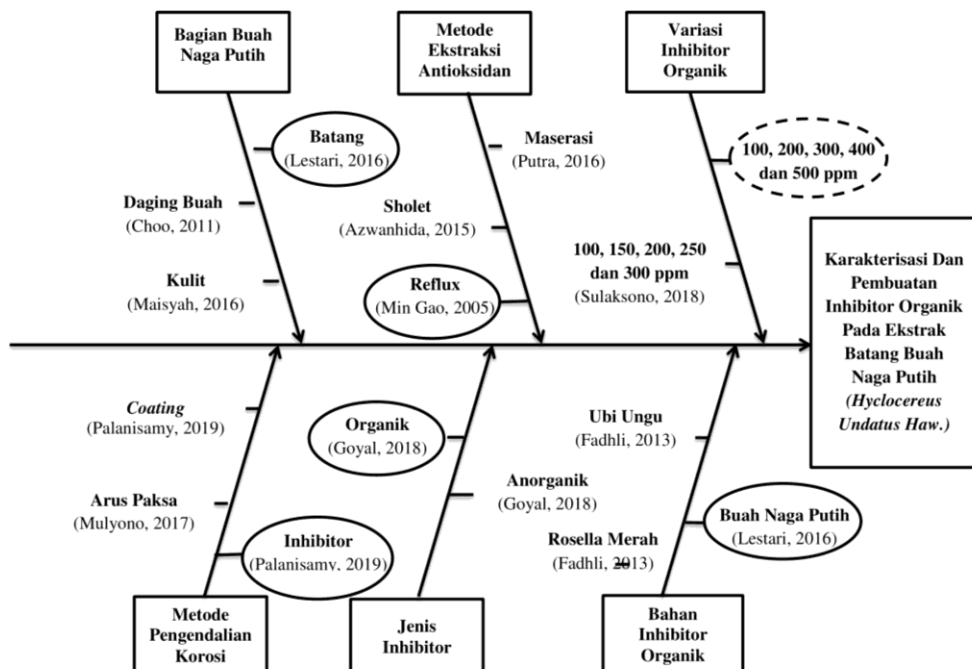 Bagian Buah
Naga Putih
Metode
Ekstraksi
Antioksidan
Variasi
Inhibitor
Organik
Batang
(Lestari, 2016)
Daging Buah
(Choo, 2011)
Kulit
(Maisyah, 2016)
Maserasi
(Putra, 2016)
Sholet
(Azwanhida, 2015)
Reflux
(Min Gao, 2005)
100, 200, 300, 400
dan 500 ppm
100, 150, 200, 250
dan 300 ppm
(Sulaksono, 2018)
Karakterisasi Dan
Pembuatan
Inhibitor Organik
Pada Ekstrak
Batang Buah
Naga Putih
(Hyclocereus
Undatus Haw.)
Coating
(Palanisamy, 2019)
Arus Paksa
(Mulyono, 2017)
Inhibitor
(Palanisamy, 2019)
Organik
(Goyal, 2018)
Anorganik
(Goyal, 2018)
Ubi Ungu
(Fadhli, 2013)
Rosella Merah
(Fadhli, 2013)
Buah Naga Putih
(Lestari, 2016)
Metode
Pengendalian
Korosi
Jenis
Inhibitor
Bahan
Inhibitor
Organik